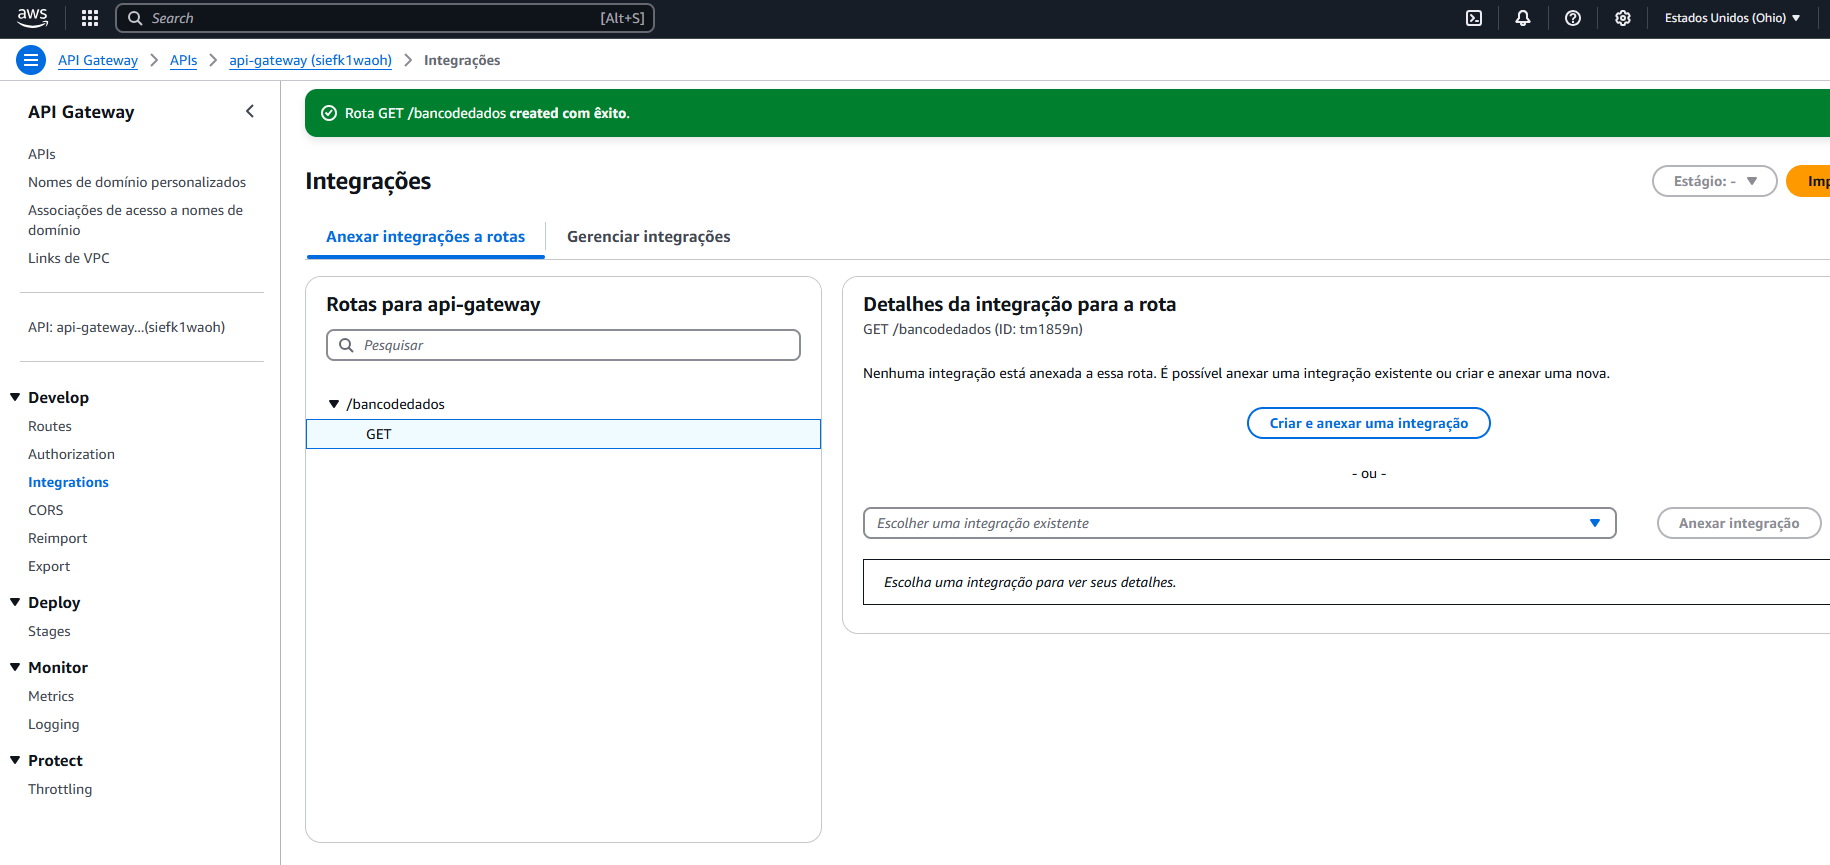 aws
Search [Alt+S]
Estados Unidos (Ohio)
API Gateway APIs api-gateway (siefk1waoh) Integrações
API Gateway
APIs
Nomes de domínio personalizados
Associações de acesso a nomes de
domínio
Links de VPC
API: api-gateway...(siefk1waoh)
Develop
Routes
Authorization
Integrations
CORS
Reimport
Export
Deploy
Stages
Monitor
Metrics
Logging
Protect
Throttling
Rota GET /bancodedados created com êxito.
Integrações
Estágio: -
Imp
Anexar integrações a rotas
Gerenciar integrações
Rotas para api-gateway
Pesquisar
/bancodedados
GET
Detalhes da integração para a rota
GET /bancodedados (ID: tm1859n)
Nenhuma integração está anexada a essa rota. É possível anexar uma integração existente ou criar e anexar uma nova.
Criar e anexar uma integração
- ou -
Escolher uma integração existente
Anexar integração
Escolha uma integração para ver seus detalhes.